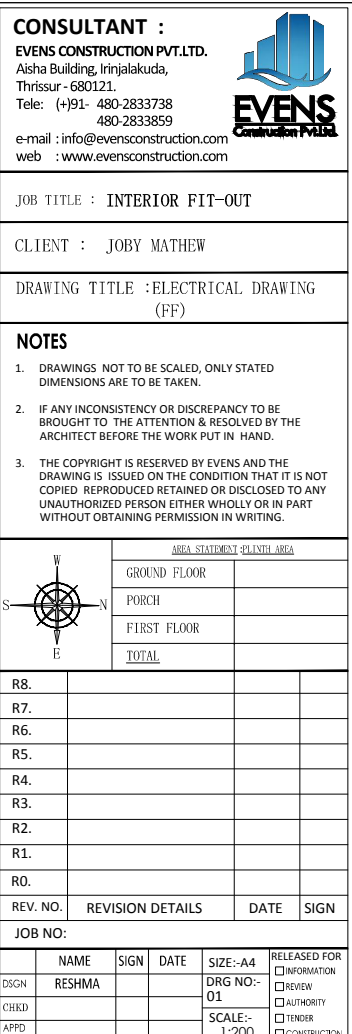 CONSULTANT :
EVENS CONSTRUCTION PVT.LTD.
Aisha Building, Irinjalakuda,
Thrissur - 680121.
Tele: (+)91- 480-2833738
480-2833859
e-mail : info@evensconstruction.com
web : www.evensconstruction.com
EVENS
Construction Pvt.Ltd.
JOB TITLE : INTERIOR FIT-OUT
CLIENT : JOBY MATHEW
DRAWING TITLE :ELECTRICAL DRAWING
(FF)
NOTES
1. DRAWINGS NOT TO BE SCALED, ONLY STATED
DIMENSIONS ARE TO BE TAKEN.
2. IF ANY INCONSISTENCY OR DISCREPANCY TO BE
BROUGHT TO THE ATTENTION & RESOLVED BY THE
ARCHITECT BEFORE THE WORK PUT IN HAND.
3. THE COPYRIGHT IS RESERVED BY EVENS AND THE
DRAWING IS ISSUED ON THE CONDITION THAT IT IS NOT
COPIED REPRODUCED RETAINED OR DISCLOSED TO ANY
UNAUTHORIZED PERSON EITHER WHOLLY OR IN PART
WITHOUT OBTAINING PERMISSION IN WRITING.
W
S N
E
AREA STATEMENT :PLINTH AREA
GROUND FLOOR
PORCH
FIRST FLOOR
TOTAL
R8.
R7.
R6.
R5.
R4.
R3.
R2.
R1.
R0.
REV. NO. REVISION DETAILS DATE SIGN
JOB NO:
NAME SIGN DATE
DSGN RESHMA
CHKD
APPD
SIZE:-A4
DRG NO:-
01
SCALE:-
1:200
RELEASED FOR
INFORMATION
REVIEW
AUTHORITY
TENDER
CONSTRUCTION